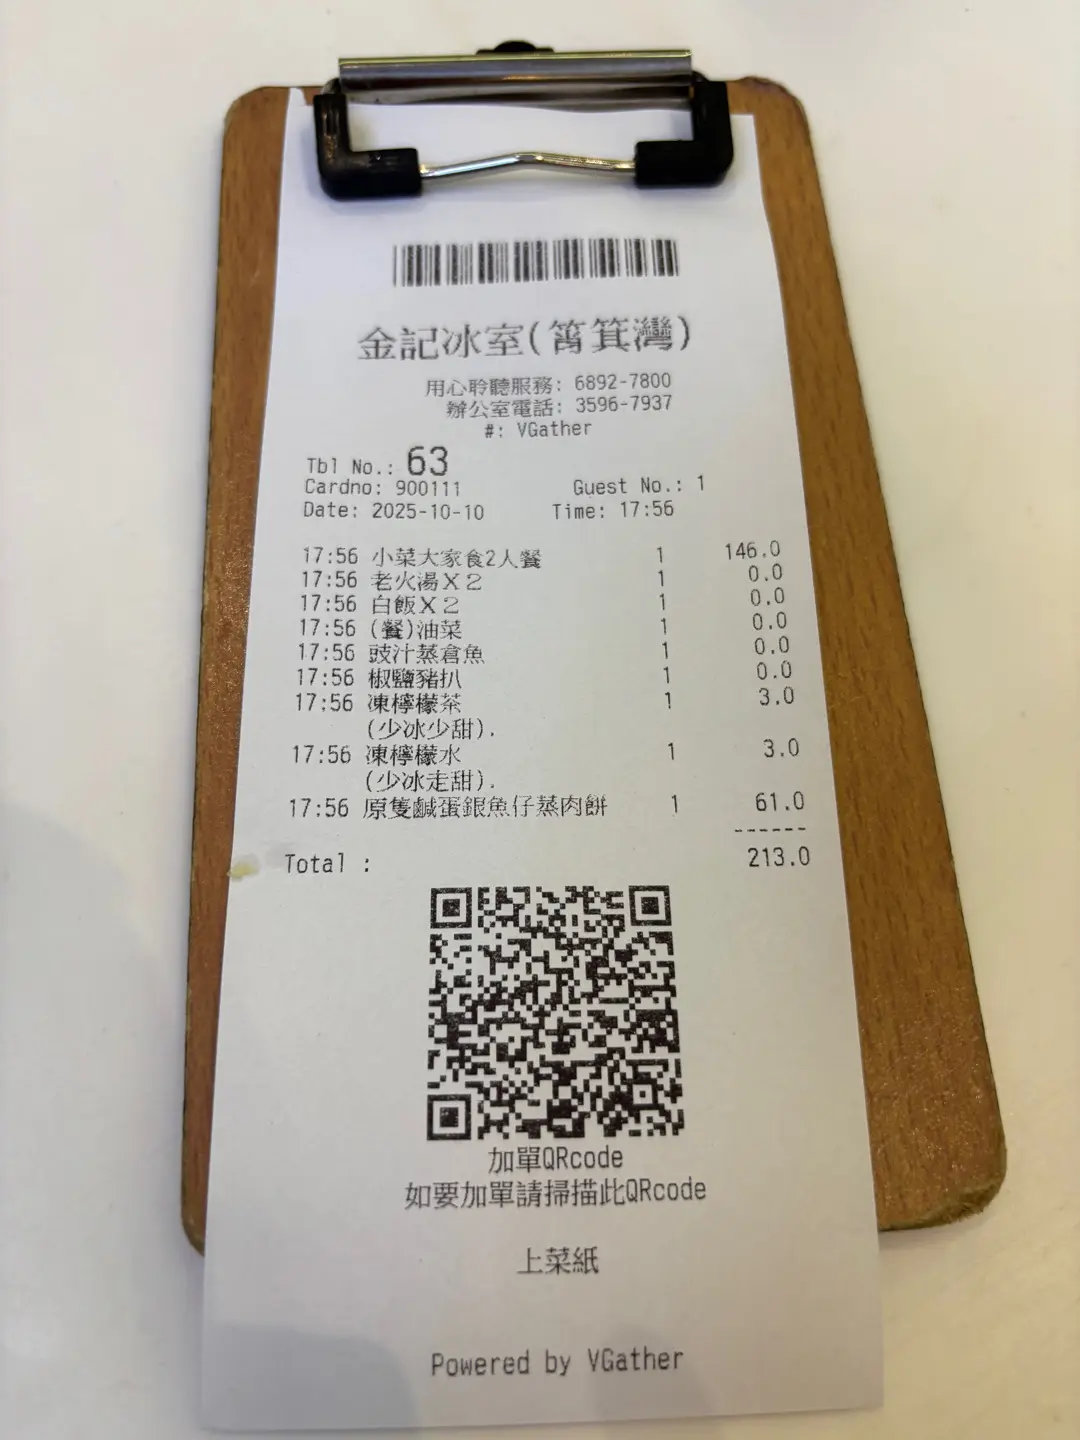 金記冰室(筲箕灣)
用心聆聽服務: 6892-7800
辦公室電話: 3596-7937
#: VGather
Tbl No.: 63
Cardno: 900111 Guest No.: 1
Date: 2025-10-10 Time: 17:56
17:56 小菜大家食2人餐 1 146.0
17:56 老火湯X2 1 0.0
17:56 白飯X2 1 0.0
17:56 (餐)油菜 1 0.0
17:56 豉汁蒸倉魚 1 0.0
17:56 椒鹽豬扒 1 0.0
17:56 凍檸檬茶 1 3.0
(少冰少甜).
17:56 凍檸檬水 1 3.0
(少冰走甜).
17:56 原隻鹹蛋銀魚仔蒸肉餅 1 61.0
------
Total : 213.0
加單QRcode
如要加單請掃描此QRcode
上菜紙
Powered by VGather